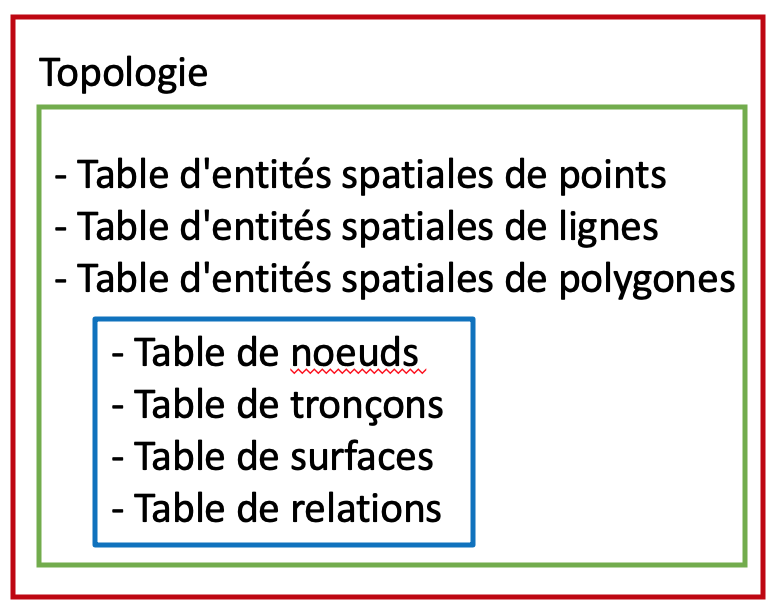 Topologie
- Table d'entités spatiales de points
- Table d'entités spatiales de lignes
- Table d'entités spatiales de polygones
- Table de noeuds
- Table de tronçons
- Table de surfaces
- Table de relations